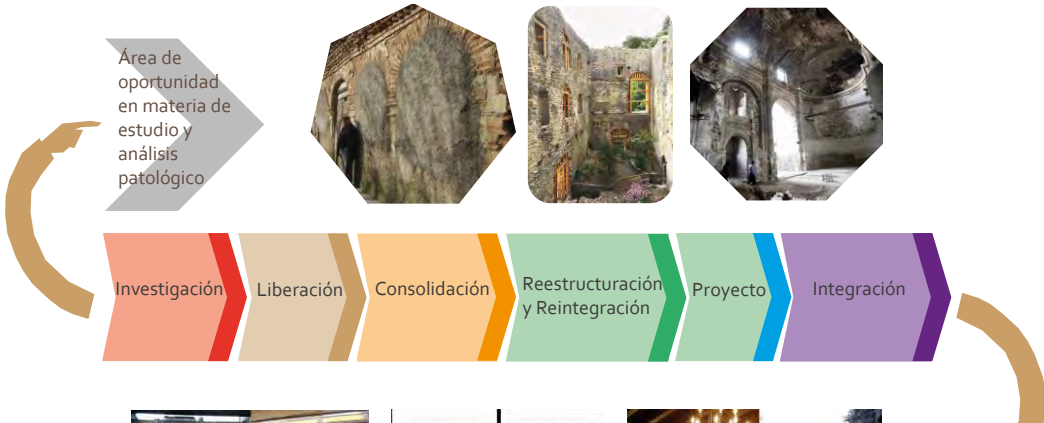 Área de
oportunidad
en materia de
estudio y
análisis
patológico
Investigación
Liberación
Consolidación
Reestructuración
y Reintegración
Proyecto
Integración